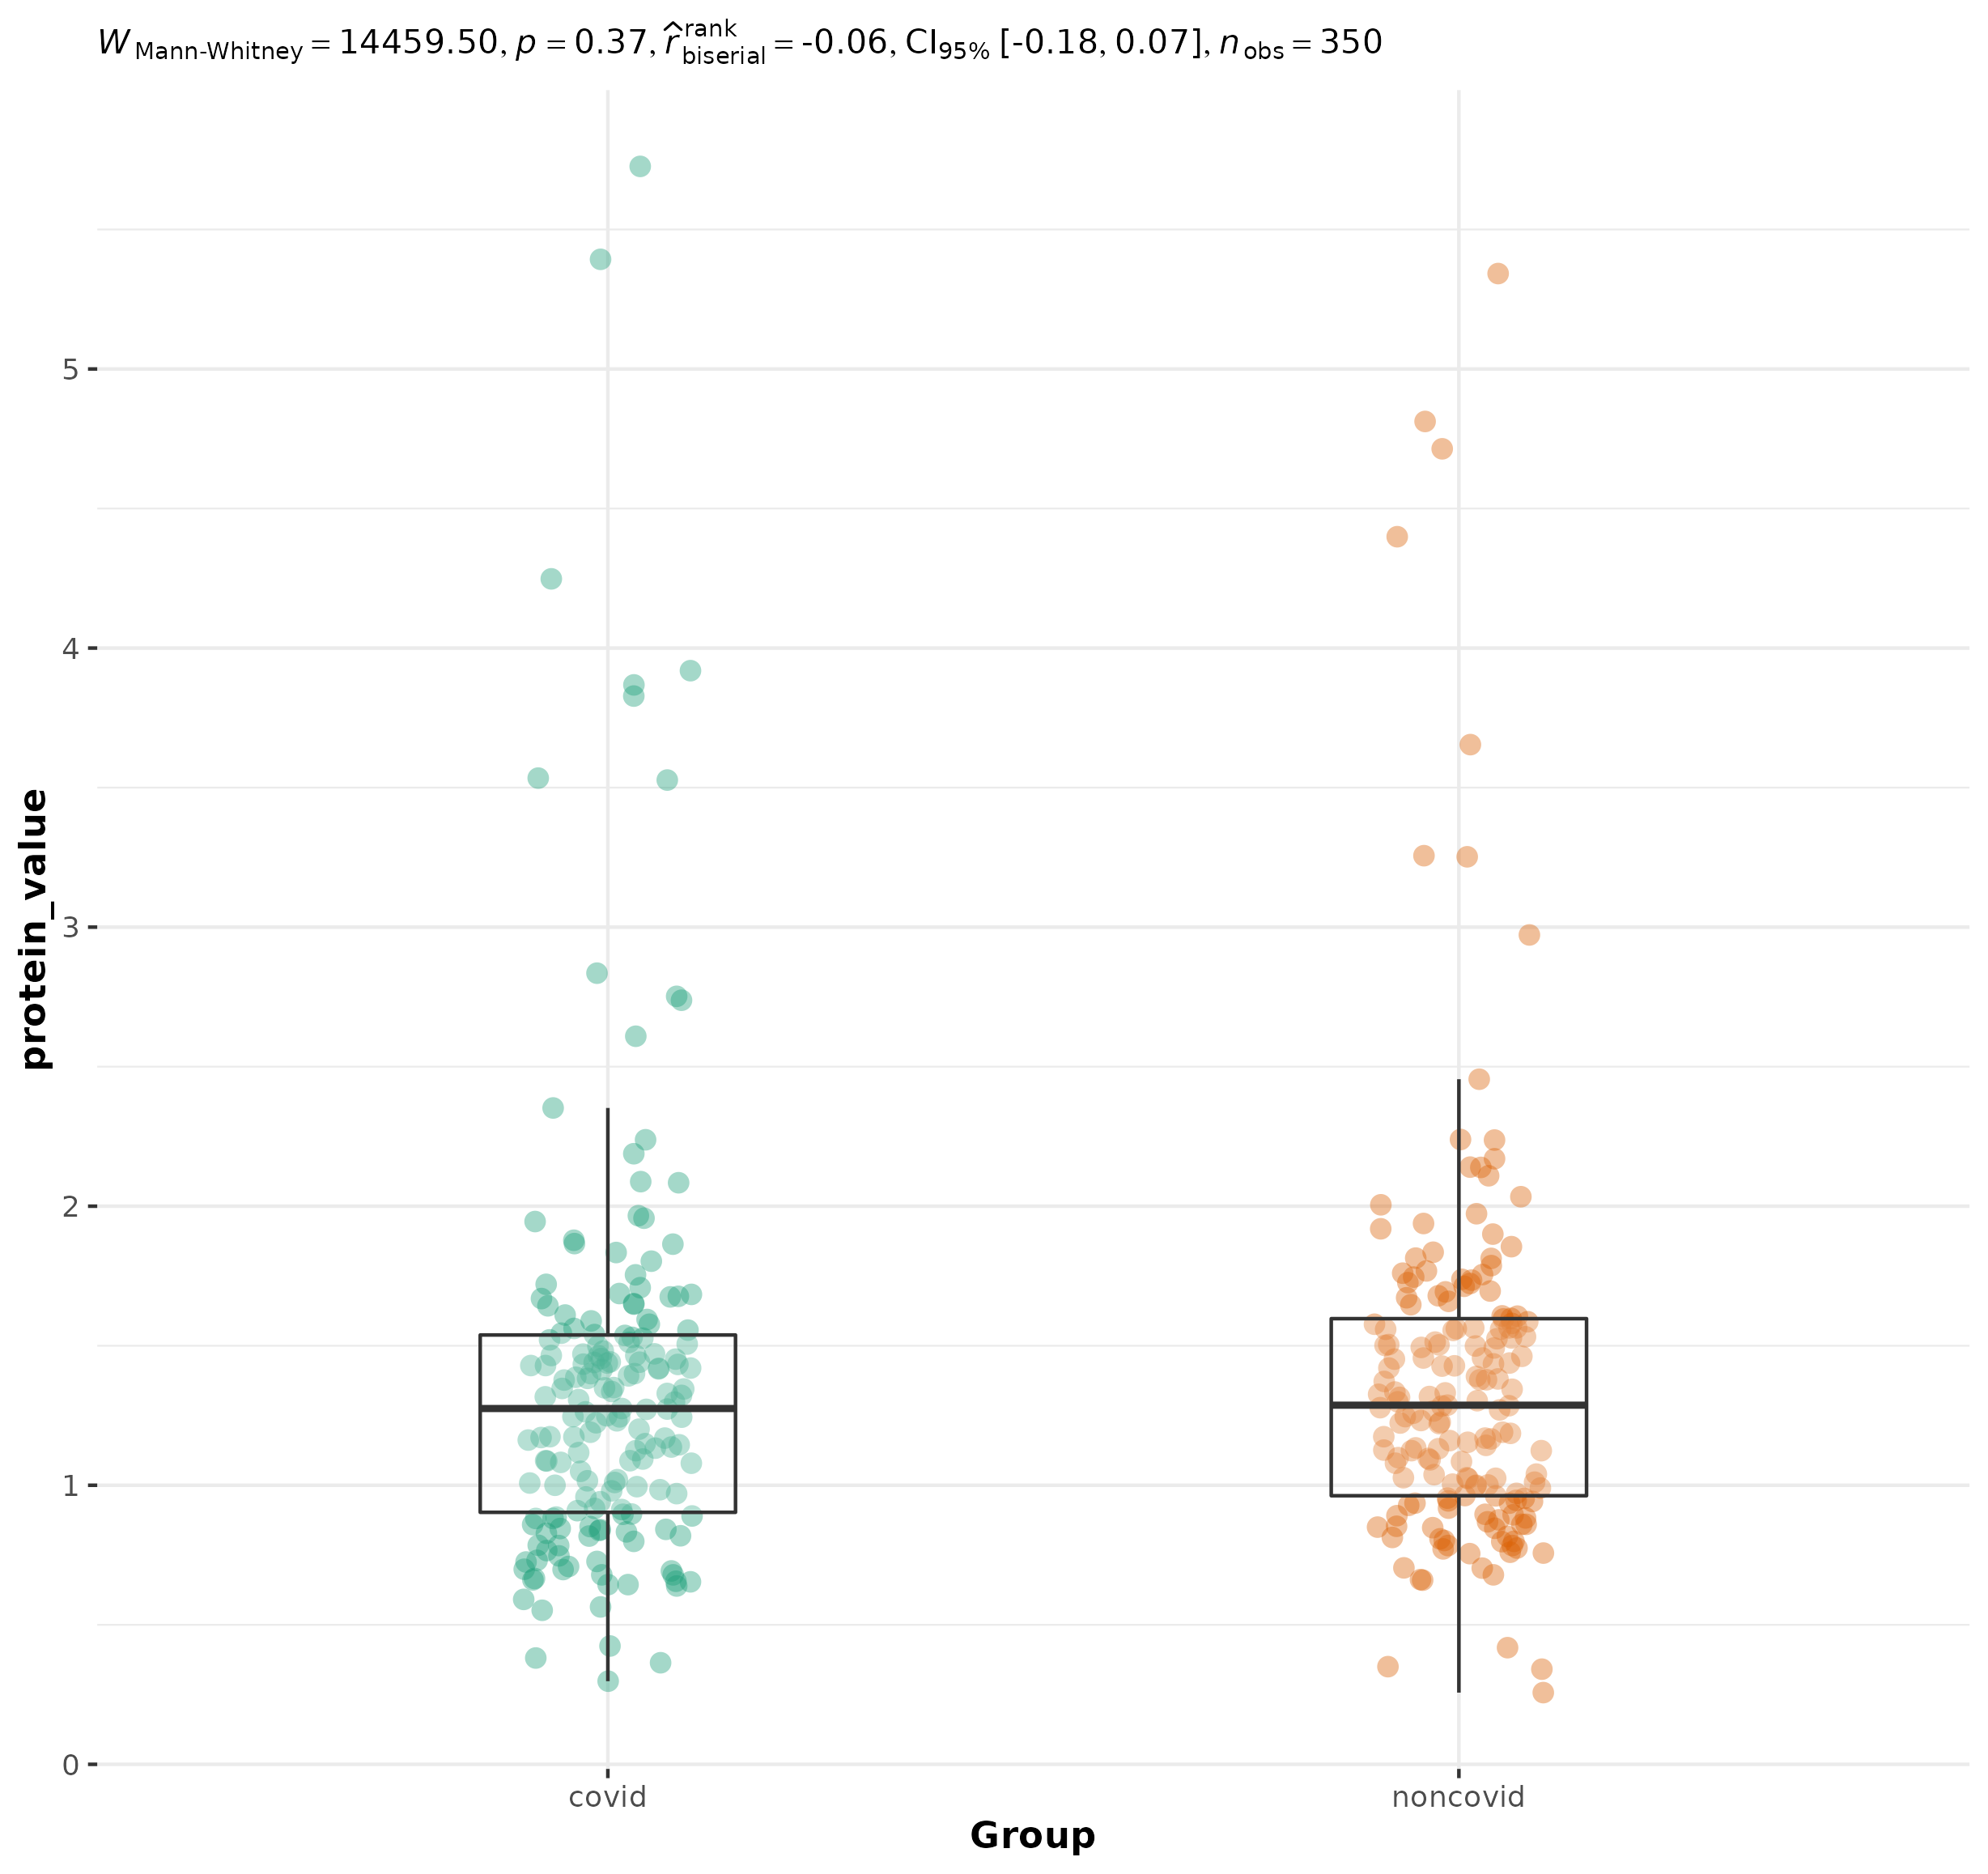 W Mann-Whitney = 14459.50, p = 0.37, r̂ rank biserial = -0.06, CI95% [-0.18, 0.07], n obs = 350
protein_value
5
4
3
2
1
0
covid noncovid
Group